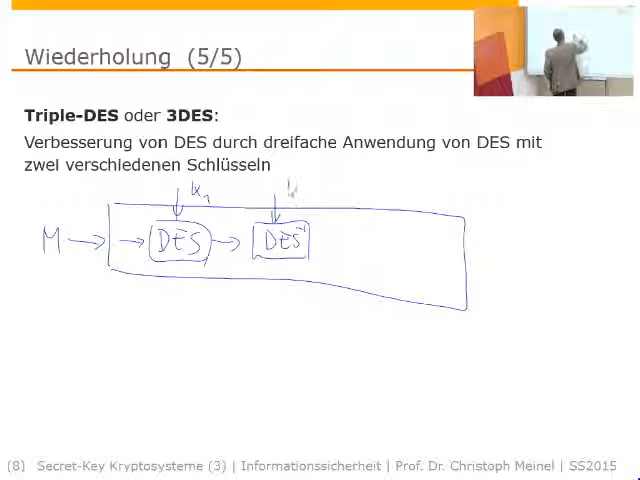 Wiederholung (5/5)
Triple-DES oder 3DES:
Verbesserung von DES durch dreifache Anwendung von DES mit
zwei verschiedenen Schlüsseln
K₁
M DES DES⁻¹
(8) Secret-Key Kryptosysteme (3) | Informationssicherheit | Prof. Dr. Christoph Meinel | SS2015